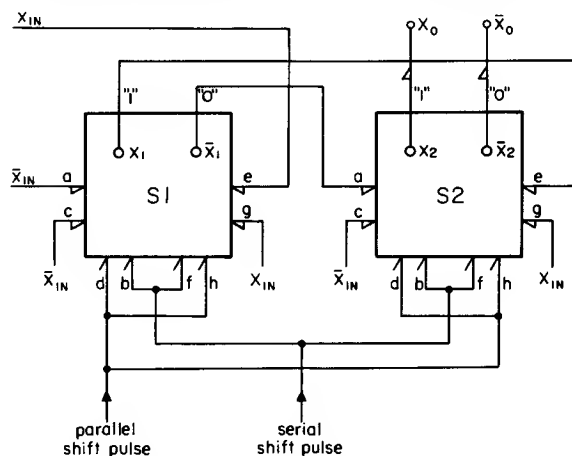 X_IN X_0 X̄_0
"1" "0" "1" "0"
X_1 X̄_1 X_2 X̄_2
X̄_IN a e a e
S1 S2
c g c g
X̄_IN d b f h X_IN X̄_IN d b f h X_IN
parallel shift pulse
serial shift pulse